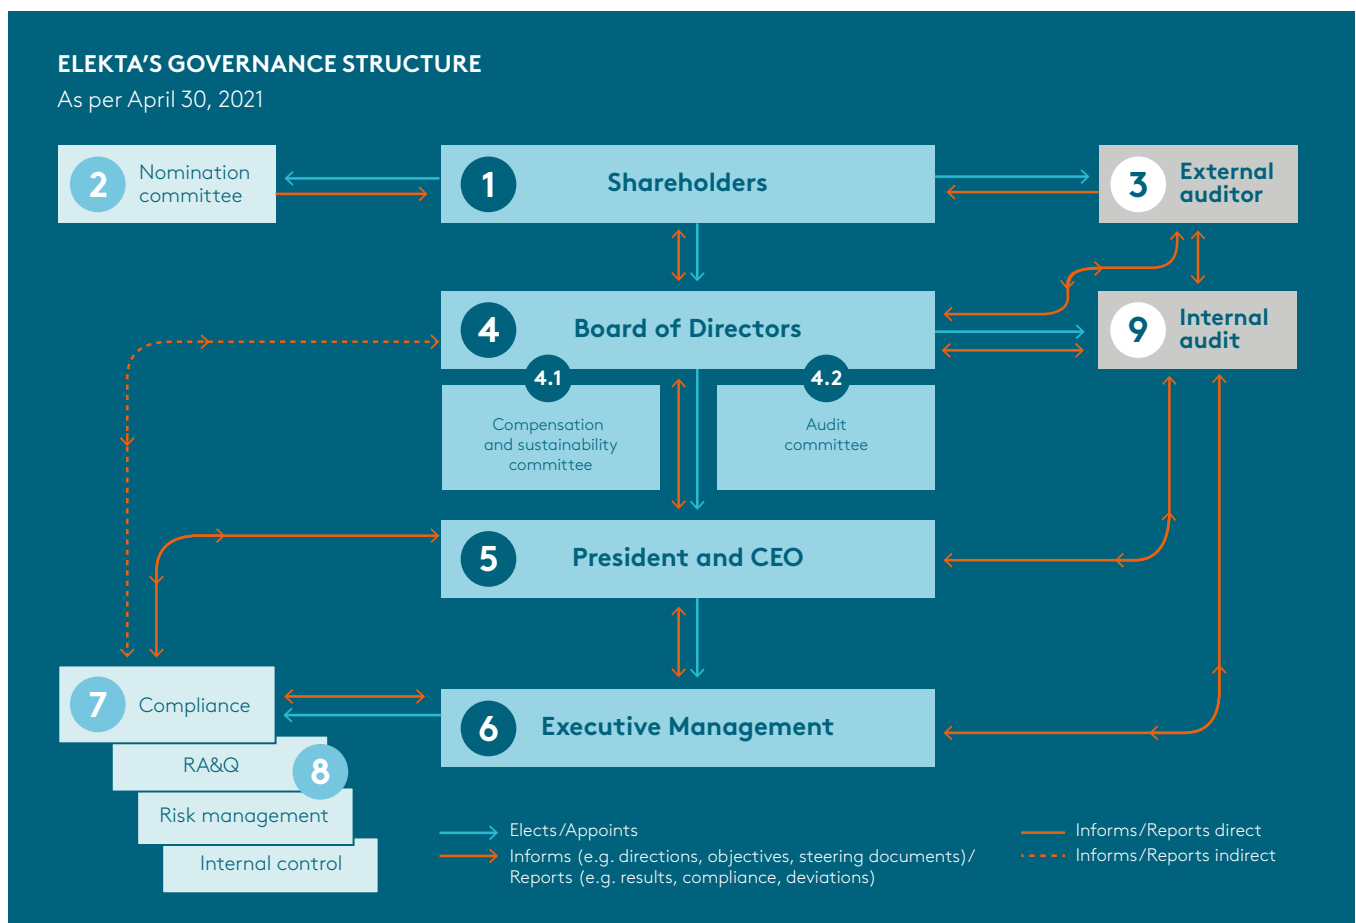 ELEKTA’S GOVERNANCE STRUCTURE
As per April 30, 2021
2
Nomination
committee
1
Shareholders
3
External
auditor
4
Board of Directors
9
Internal
audit
4.1
Compensation
and sustainability
committee
4.2
Audit
committee
5
President and CEO
7
Compliance
6
Executive Management
RA&Q
8
Risk management
Internal control
Elects/Appoints
Informs (e.g. directions, objectives, steering documents)/
Reports (e.g. results, compliance, deviations)
Informs/Reports direct
Informs/Reports indirect